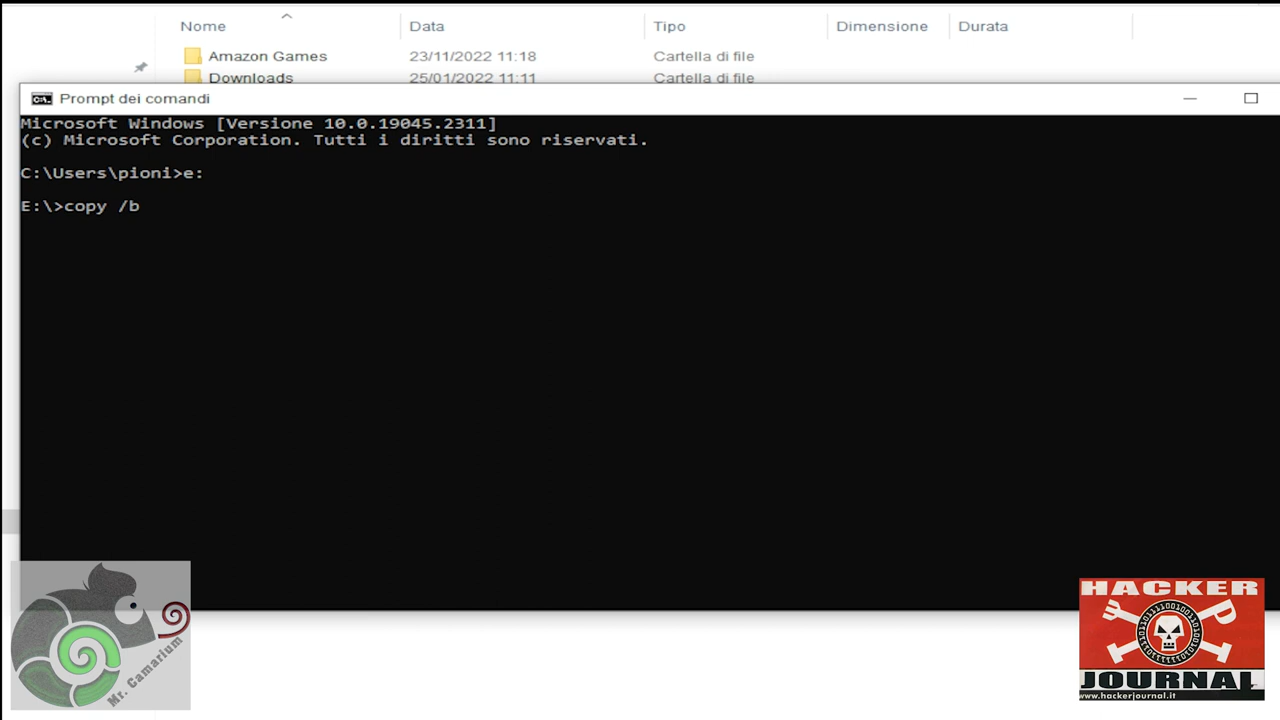 Nome Data Tipo Dimensione Durata
Amazon Games 23/11/2022 11:18 Cartella di file
Downloads 25/01/2022 11:11 Cartella di file
C:\. Prompt dei comandi
Microsoft Windows [Versione 10.0.19045.2311]
(c) Microsoft Corporation. Tutti i diritti sono riservati.
C:\Users\pioni>e:
E:\>copy /b
Mr. Camarium
HACKER
JOURNAL
www.hackerjournal.it